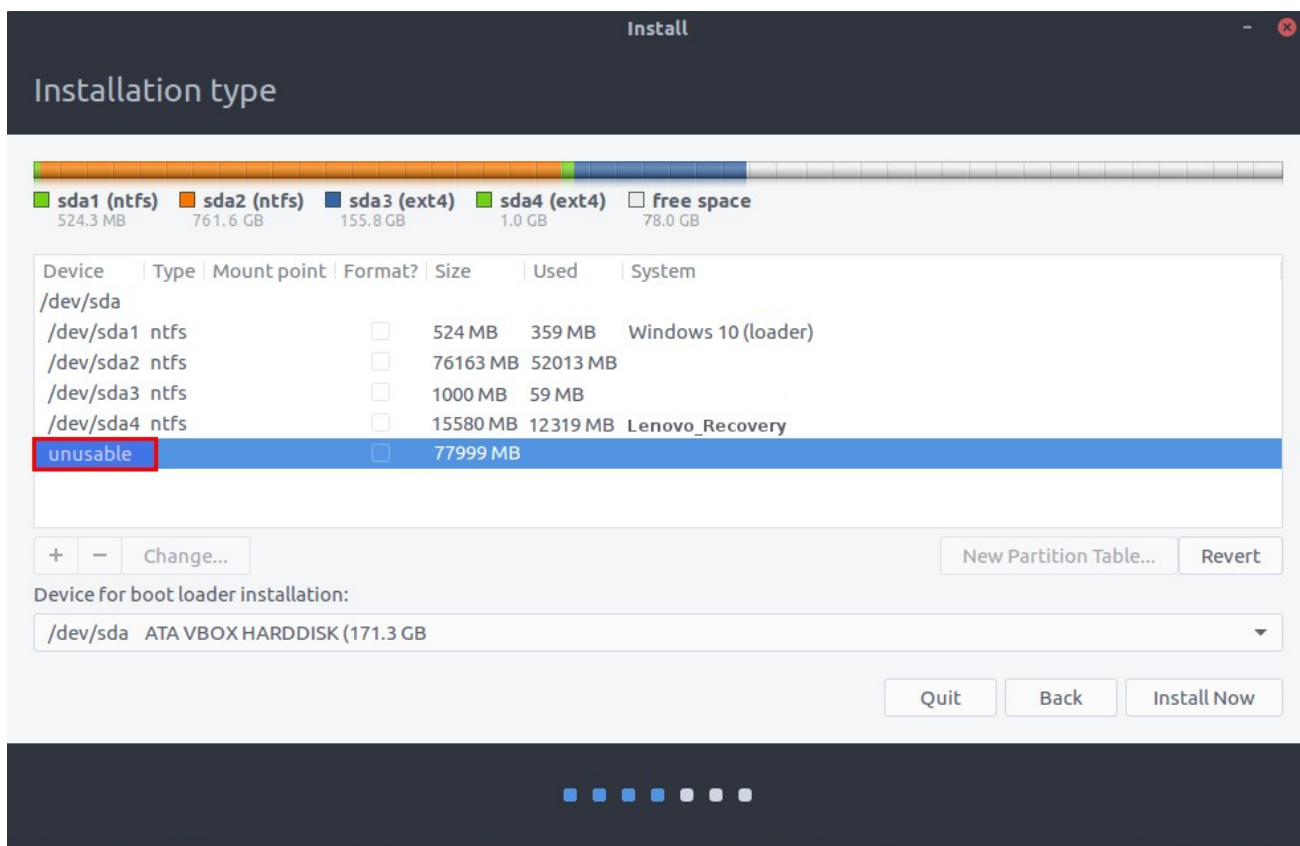 Install
Installation type
sda1 (ntfs) sda2 (ntfs) sda3 (ext4) sda4 (ext4) free space
524.3 MB 761.6 GB 155.8 GB 1.0 GB 78.0 GB
Device Type Mount point Format? Size Used System
/dev/sda
/dev/sda1 ntfs 524 MB 359 MB Windows 10 (loader)
/dev/sda2 ntfs 76163 MB 52013 MB
/dev/sda3 ntfs 1000 MB 59 MB
/dev/sda4 ntfs 15580 MB 12319 MB Lenovo_Recovery
unusable 77999 MB
+ − Change... New Partition Table... Revert
Device for boot loader installation:
/dev/sda ATA VBOX HARDDISK (171.3 GB
Quit Back Install Now